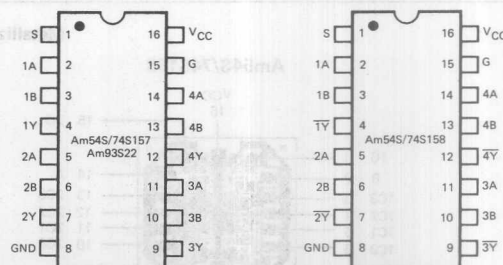 S 1 16 VCC
1A 2 15 G
1B 3 14 4A
1Y 4 13 4B
Am54S/74S157
Am93S22
2A 5 12 4Y
2B 6 11 3A
2Y 7 10 3B
GND 8 9 3Y
S 1 16 VCC
1A 2 15 G
1B 3 14 4A
1Y̅ 4 13 4B
Am54S/74S158
2A 5 12 4Y̅
2B 6 11 3A
2Y̅ 7 10 3B
GND 8 9 3Y̅